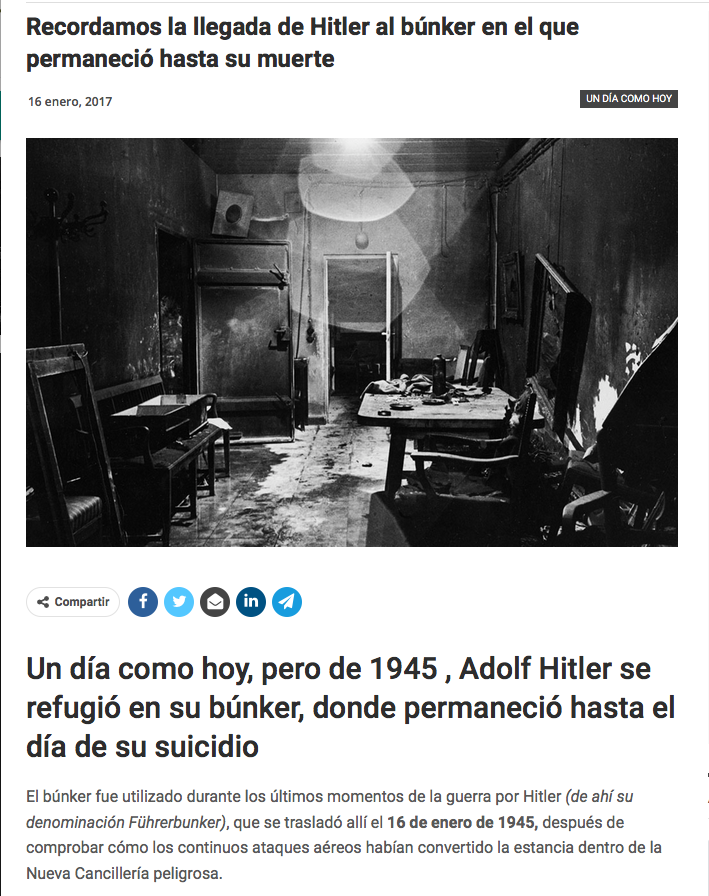 Recordamos la llegada de Hitler al búnker en el que
permaneció hasta su muerte
16 enero, 2017
UN DÍA COMO HOY
Compartir
Un día como hoy, pero de 1945 , Adolf Hitler se
refugió en su búnker, donde permaneció hasta el
día de su suicidio
El búnker fue utilizado durante los últimos momentos de la guerra por Hitler (de ahí su
denominación Führerbunker), que se trasladó allí el 16 de enero de 1945, después de
comprobar cómo los continuos ataques aéreos habían convertido la estancia dentro de la
Nueva Cancillería peligrosa.